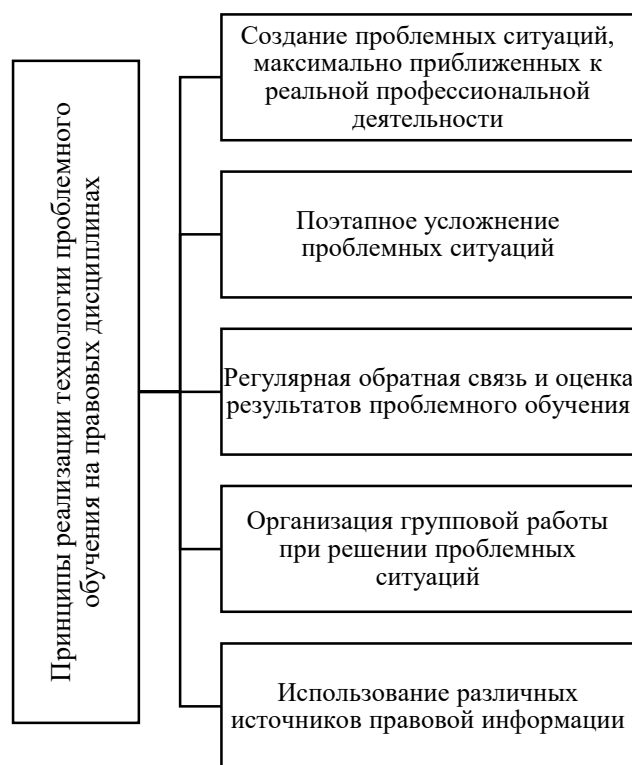 Принципы реализации технологии проблемного
обучения на правовых дисциплинах
Создание проблемных ситуаций,
максимально приближенных к
реальной профессиональной
деятельности
Поэтапное усложнение
проблемных ситуаций
Регулярная обратная связь и оценка
результатов проблемного обучения
Организация групповой работы
при решении проблемных
ситуаций
Использование различных
источников правовой информации